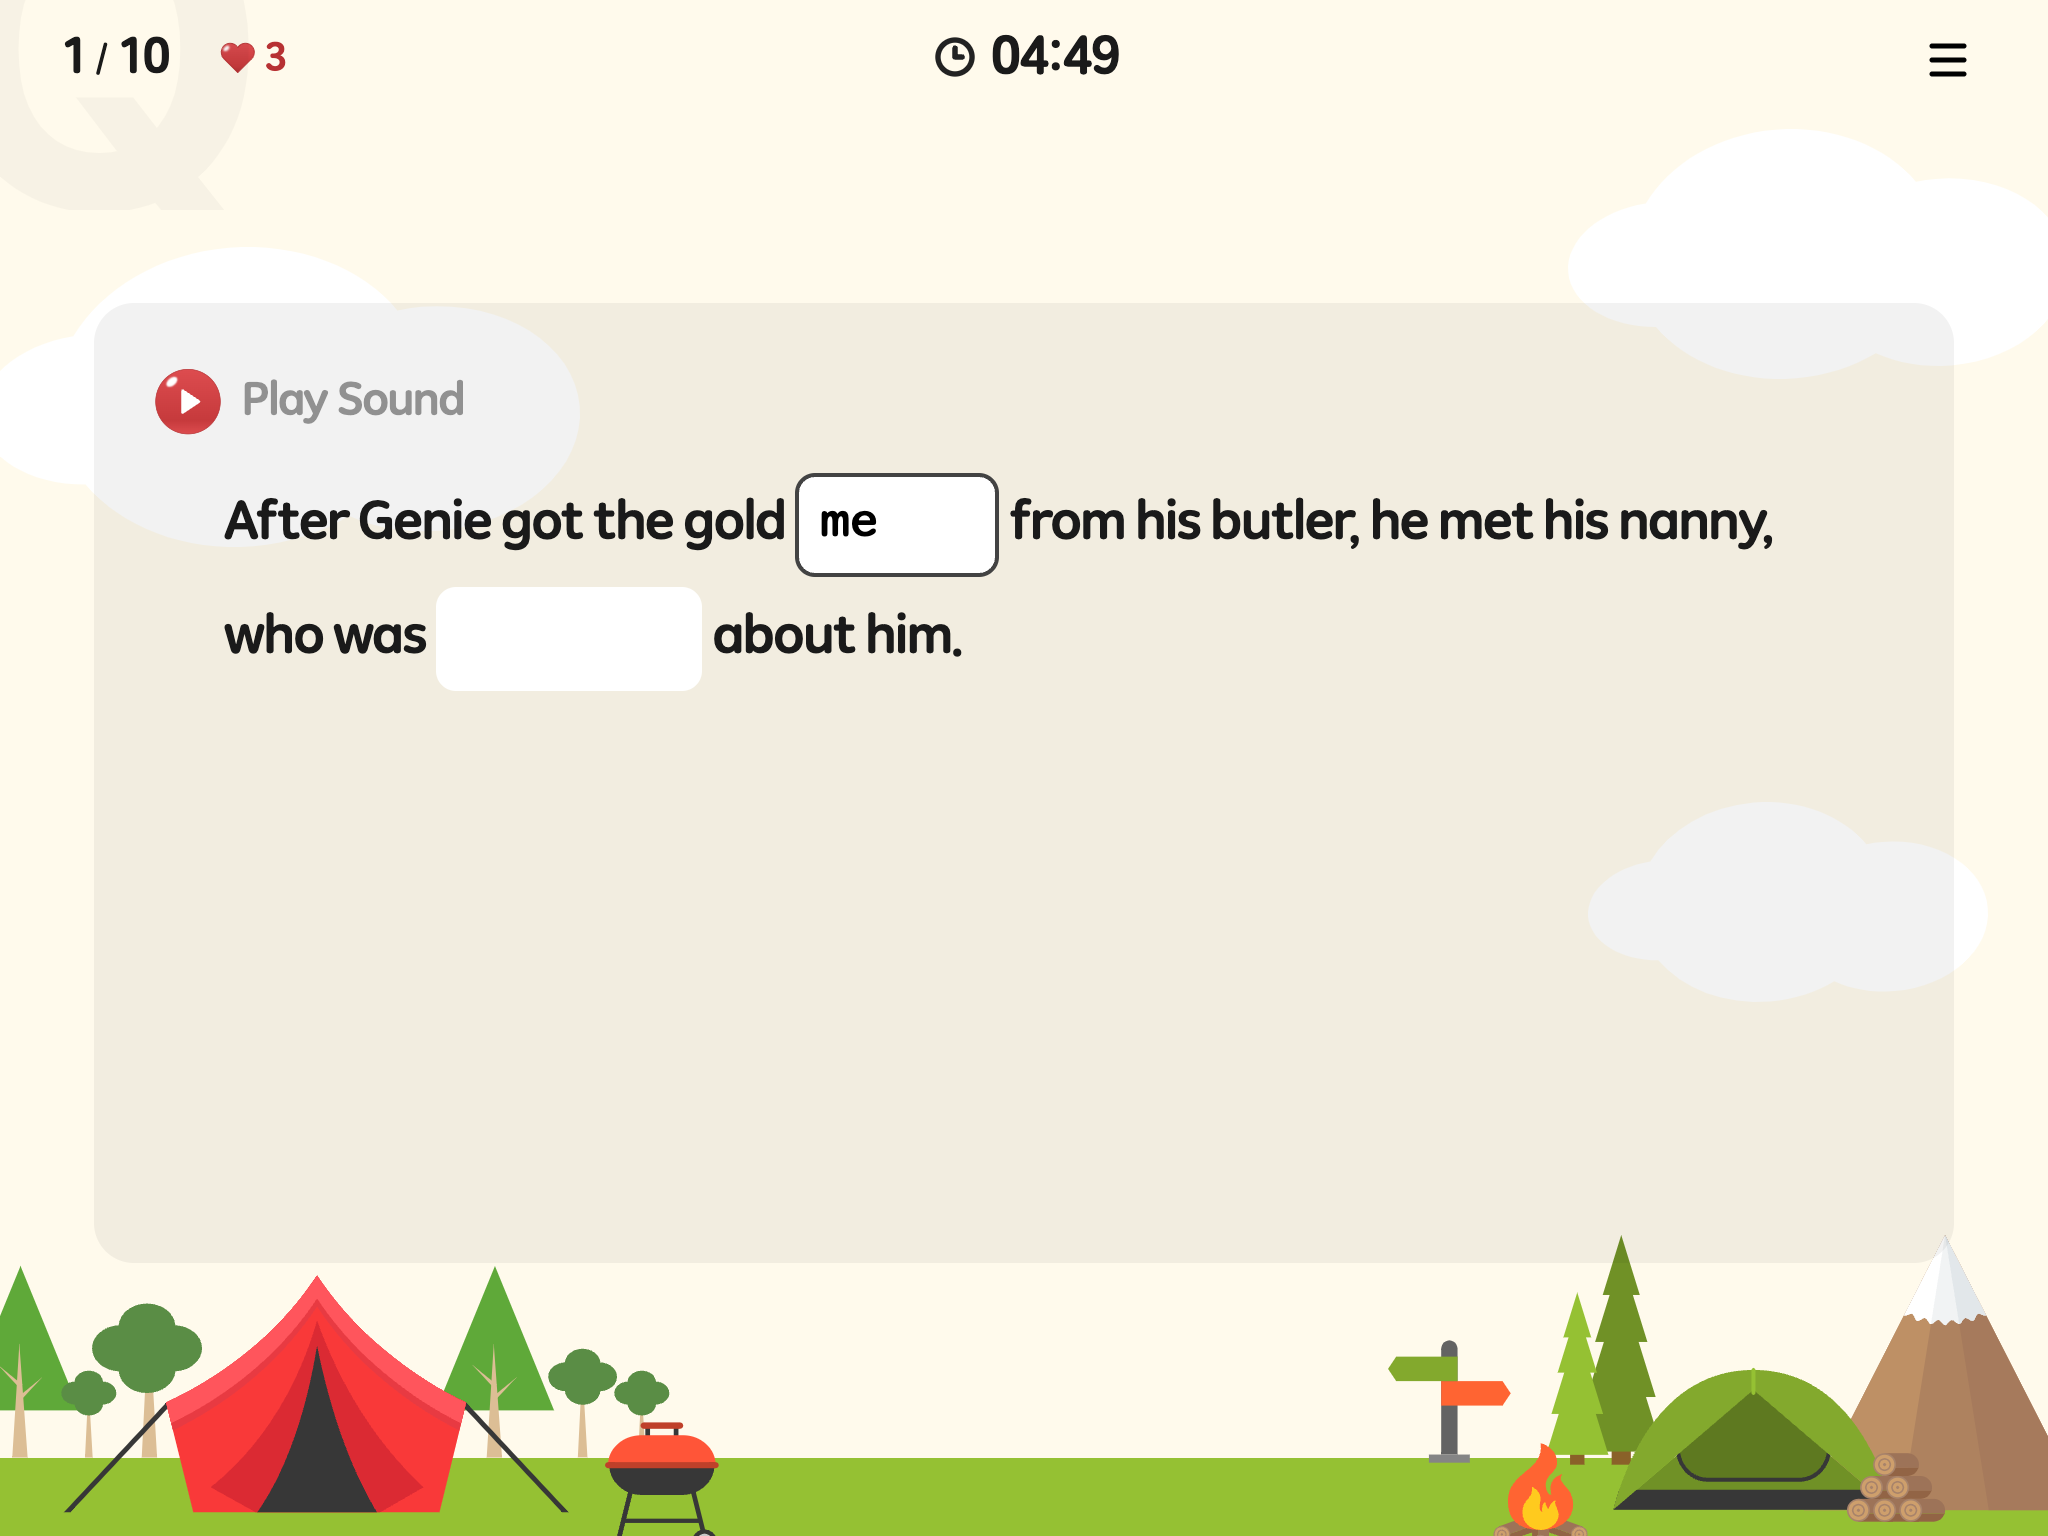 Q
1 / 10 3 04:49
Play Sound
After Genie got the gold me from his butler, he met his nanny,
who was about him.